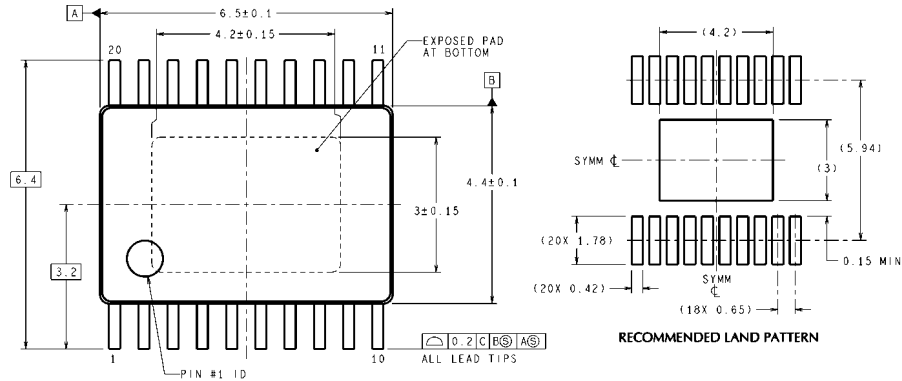 A
6.5±0.1
4.2±0.15
20
11
EXPOSED PAD
AT BOTTOM
B
6.4
4.4±0.1
3±0.15
3.2
1
10
PIN #1 ID
⌓ 0.2 C BⓈ AⓈ
ALL LEAD TIPS
(4.2)
(5.94)
SYMM ℄
(3)
(20X 1.78)
0.15 MIN
SYMM
℄
(20X 0.42)
(18X 0.65)
RECOMMENDED LAND PATTERN